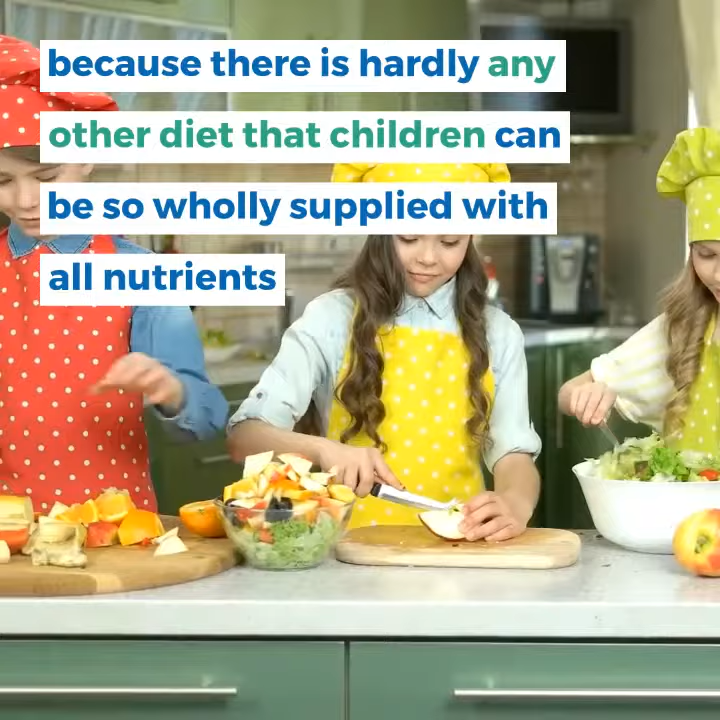 because there is hardly any
other diet that children can
be so wholly supplied with
all nutrients